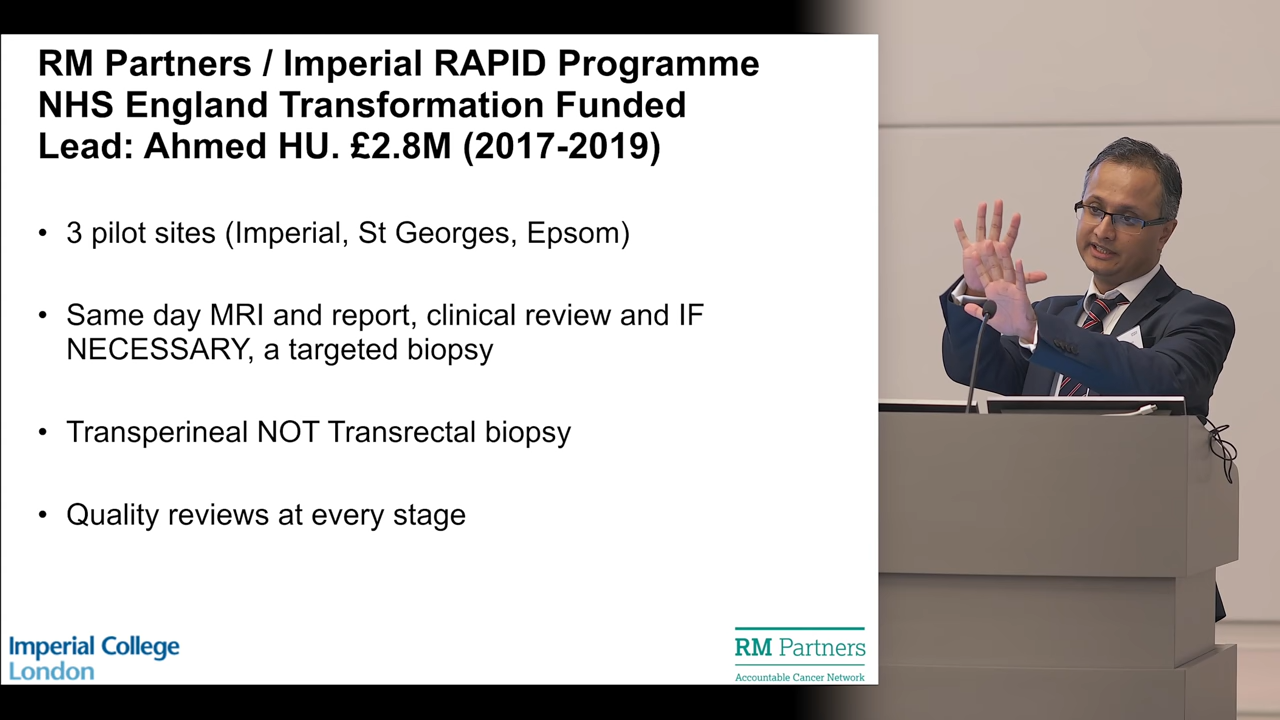 RM Partners / Imperial RAPID Programme
NHS England Transformation Funded
Lead: Ahmed HU. £2.8M (2017-2019)
• 3 pilot sites (Imperial, St Georges, Epsom)
• Same day MRI and report, clinical review and IF
NECESSARY, a targeted biopsy
• Transperineal NOT Transrectal biopsy
• Quality reviews at every stage
Imperial College
London
RM Partners
Accountable Cancer Network